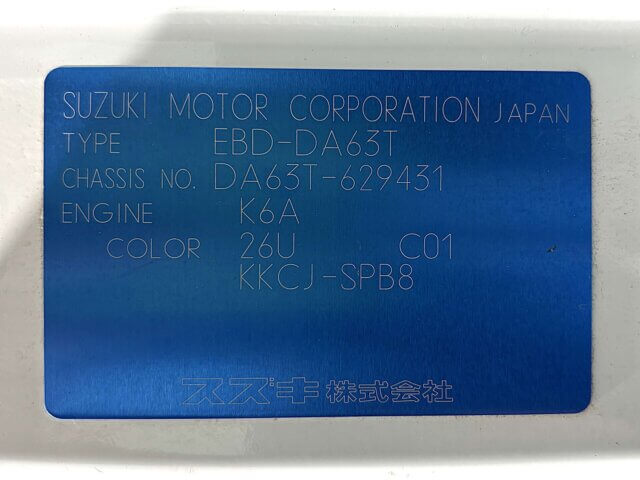 SUZUKI MOTOR CORPORATION JAPAN
TYPE EBD-DA63T
CHASSIS NO. DA63T-629431
ENGINE K6A
COLOR 26U C01
KKCJ-SPB8
スズキ株式会社